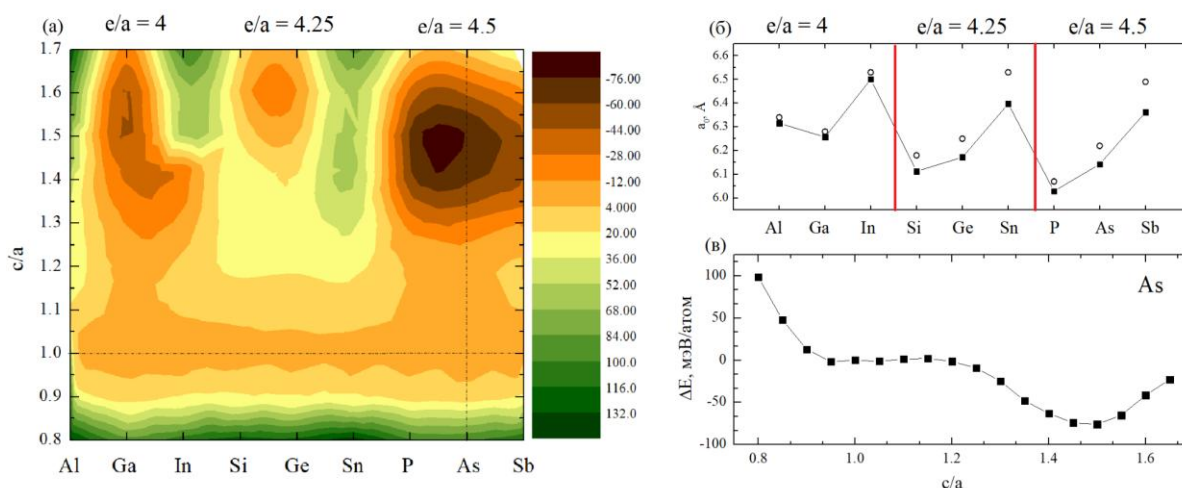 (а)
e/a = 4
e/a = 4.25
e/a = 4.5
c/a
1.7
1.6
1.5
1.4
1.3
1.2
1.1
1.0
0.9
0.8
Al Ga In Si Ge Sn P As Sb
-76.00
-60.00
-44.00
-28.00
-12.00
4.000
20.00
36.00
52.00
68.00
84.00
100.0
116.0
132.0
(б)
e/a = 4
e/a = 4.25
e/a = 4.5
a₀, Å
6.6
6.5
6.3
6.2
6.0
Al Ga In Si Ge Sn P As Sb
(в)
As
ΔE, мэВ/атом
100
50
0
-50
-100
0.8 1.0 1.2 1.4 1.6
c/a